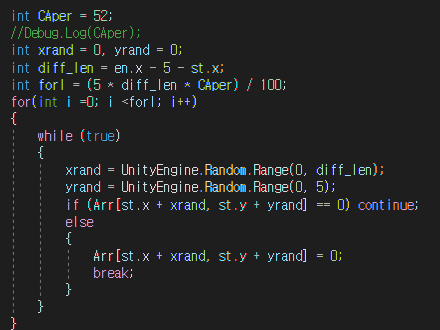 int CAper = 52;
//Debug.Log(CAper);
int xrand = 0, yrand = 0;
int diff_len = en.x - 5 - st.x;
int forl = (5 * diff_len * CAper) / 100;
for(int i =0; i <forl; i++)
{
while (true)
{
xrand = UnityEngine.Random.Range(0, diff_len);
yrand = UnityEngine.Random.Range(0, 5);
if (Arr[st.x + xrand, st.y + yrand] == 0) continue;
else
{
Arr[st.x + xrand, st.y + yrand] = 0;
break;
}
}
}